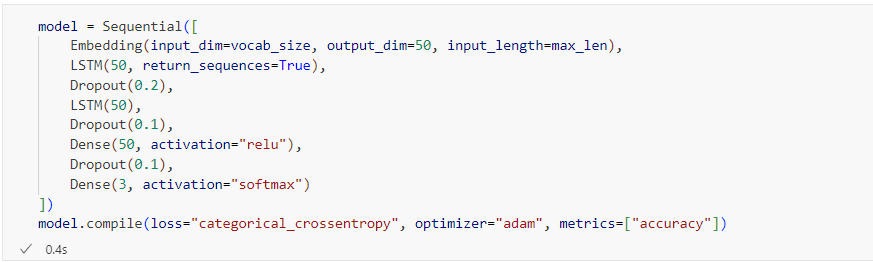 model = Sequential([
    Embedding(input_dim=vocab_size, output_dim=50, input_length=max_len),
    LSTM(50, return_sequences=True),
    Dropout(0.2),
    LSTM(50),
    Dropout(0.1),
    Dense(50, activation="relu"),
    Dropout(0.1),
    Dense(3, activation="softmax")
])
model.compile(loss="categorical_crossentropy", optimizer="adam", metrics=["accuracy"])
✓ 0.4s